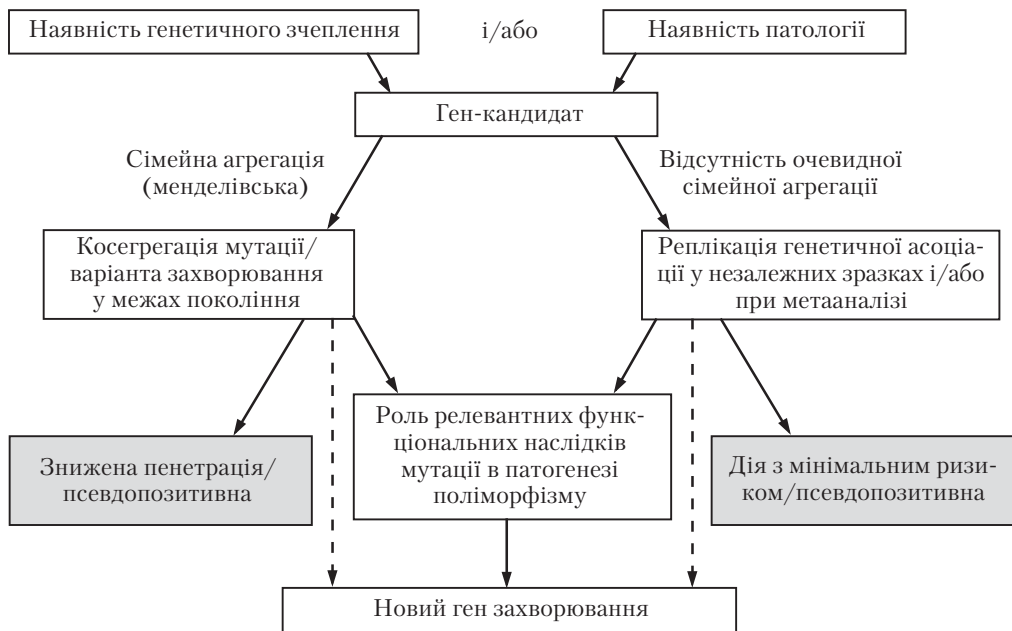 Наявність генетичного зчеплення
і/або
Наявність патології
Ген-кандидат
Сімейна агрегація
(менделівська)
Відсутність очевидної
сімейної агрегації
Косегрегація мутації/
варіанта захворювання
у межах покоління
Реплікація генетичної асоціа-
ції у незалежних зразках і/або
при метааналізі
Роль релевантних функ-
ціональних наслідків
мутації в патогенезі
поліморфізму
Знижена пенетрація/
псевдопозитивна
Дія з мінімальним ризи-
ком/псевдопозитивна
Новий ген захворювання